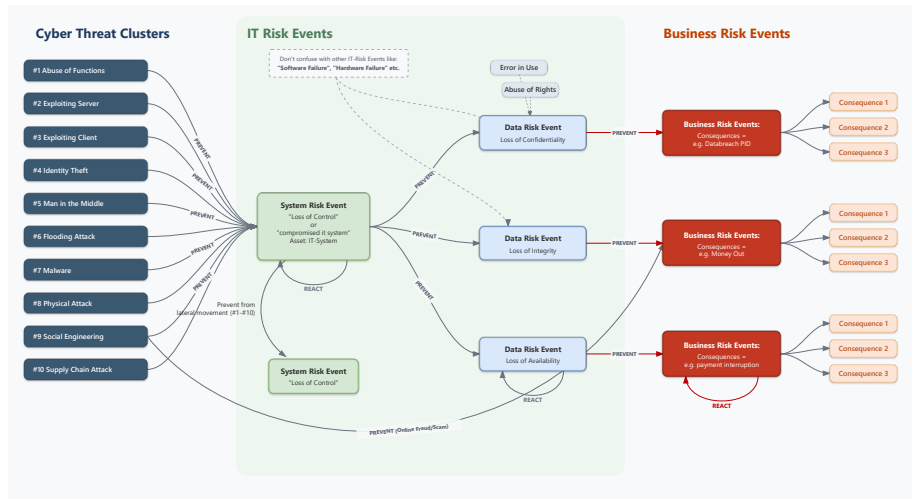 Cyber Threat Clusters
IT Risk Events
Business Risk Events
#1 Abuse of Functions
#2 Exploiting Server
#3 Exploiting Client
#4 Identity Theft
#5 Man in the Middle
#6 Flooding Attack
#7 Malware
#8 Physical Attack
#9 Social Engineering
#10 Supply Chain Attack
PREVENT
PREVENT
PREVENT
PREVENT
PREVENT
Don't confuse with other IT-Risk Events like:
"Software Failure", "Hardware Failure" etc.
System Risk Event
"Loss of Control"
or
"compromised it system"
Asset: IT-System
REACT
Prevent from
lateral movement (#1-#10)
System Risk Event
"Loss of Control"
PREVENT (Online Fraud/Scam)
PREVENT
PREVENT
PREVENT
Error in Use
Abuse of Rights
Data Risk Event
Loss of Confidentiality
PREVENT
Data Risk Event
Loss of Integrity
PREVENT
Data Risk Event
Loss of Availability
PREVENT
REACT
Business Risk Events:
Consequences =
e.g. Databreach PID
Consequence 1
Consequence 2
Consequence 3
Business Risk Events:
Consequences =
e.g. Money Out
Consequence 1
Consequence 2
Consequence 3
Business Risk Events:
Consequences =
e.g. payment interruption
REACT
Consequence 1
Consequence 2
Consequence 3